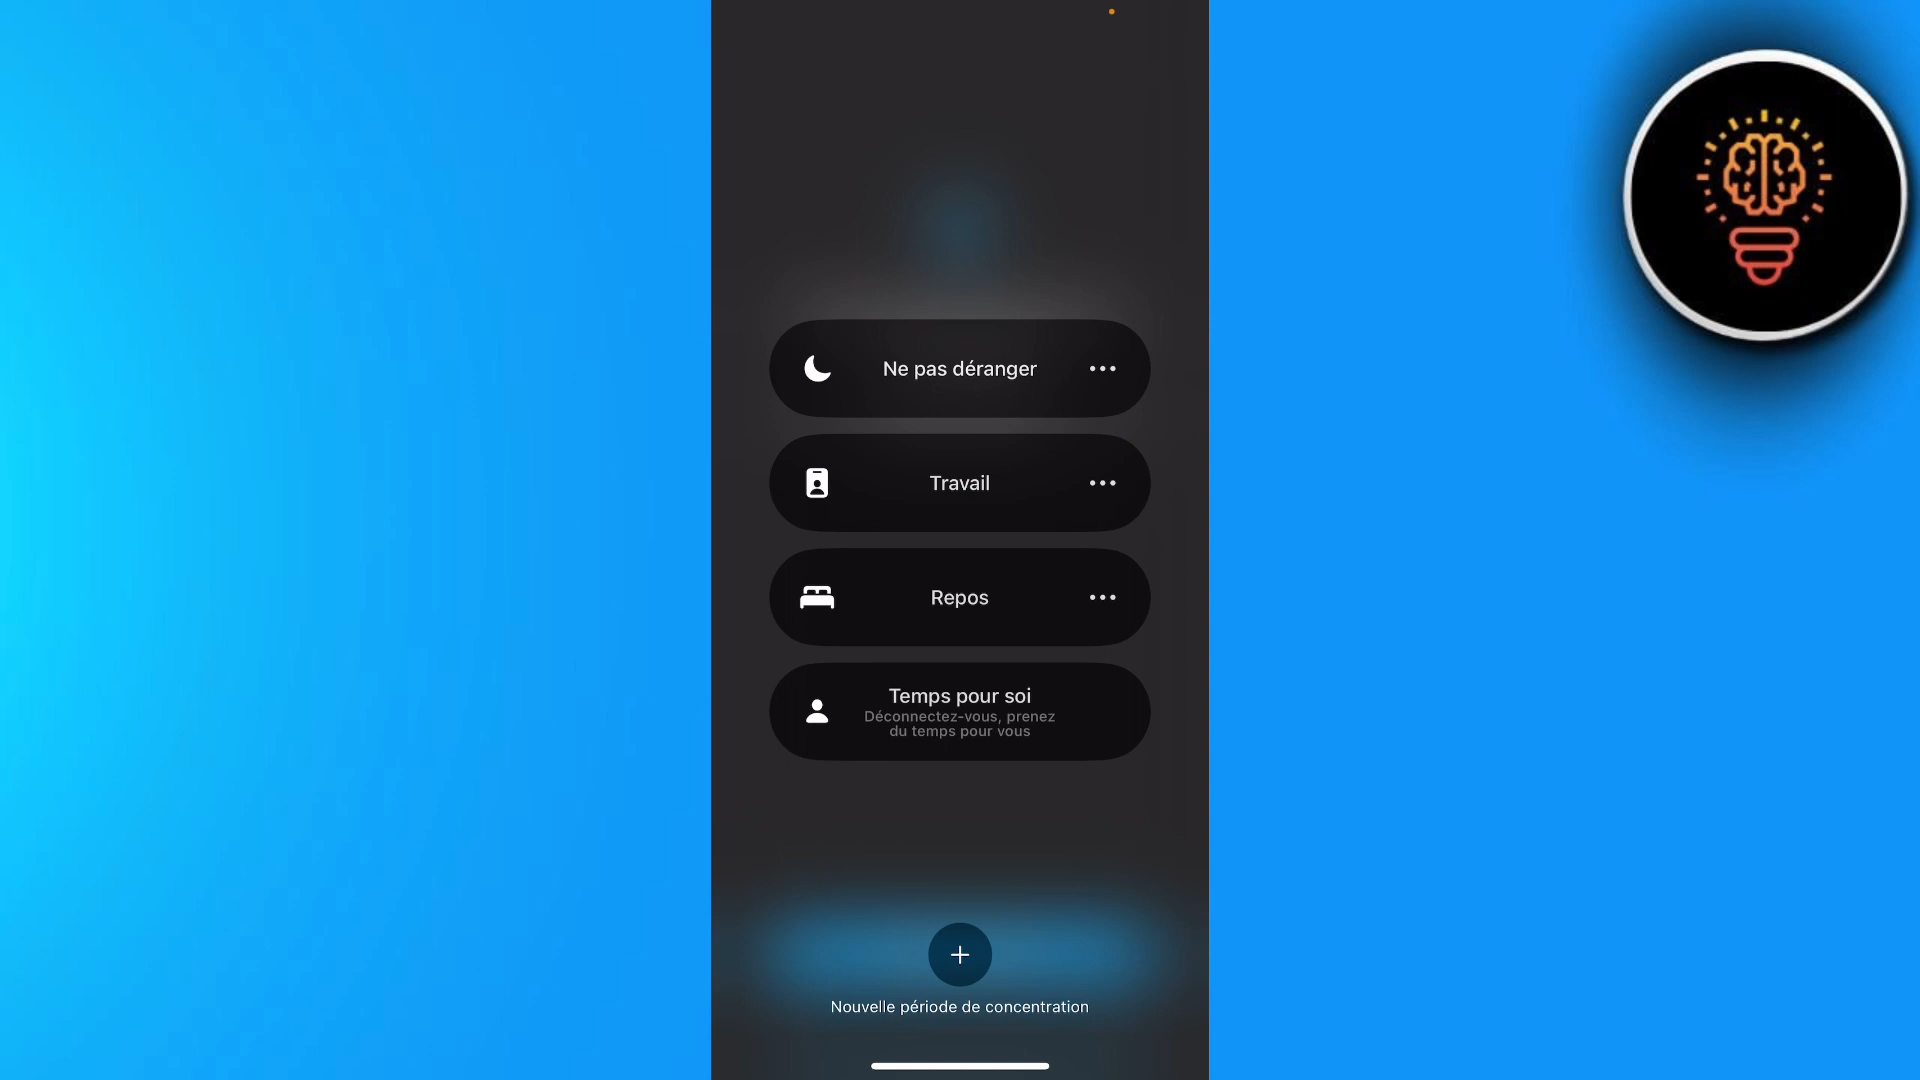 Ne pas déranger
Travail
Repos
Temps pour soi
Déconnectez-vous, prenez
du temps pour vous
Nouvelle période de concentration